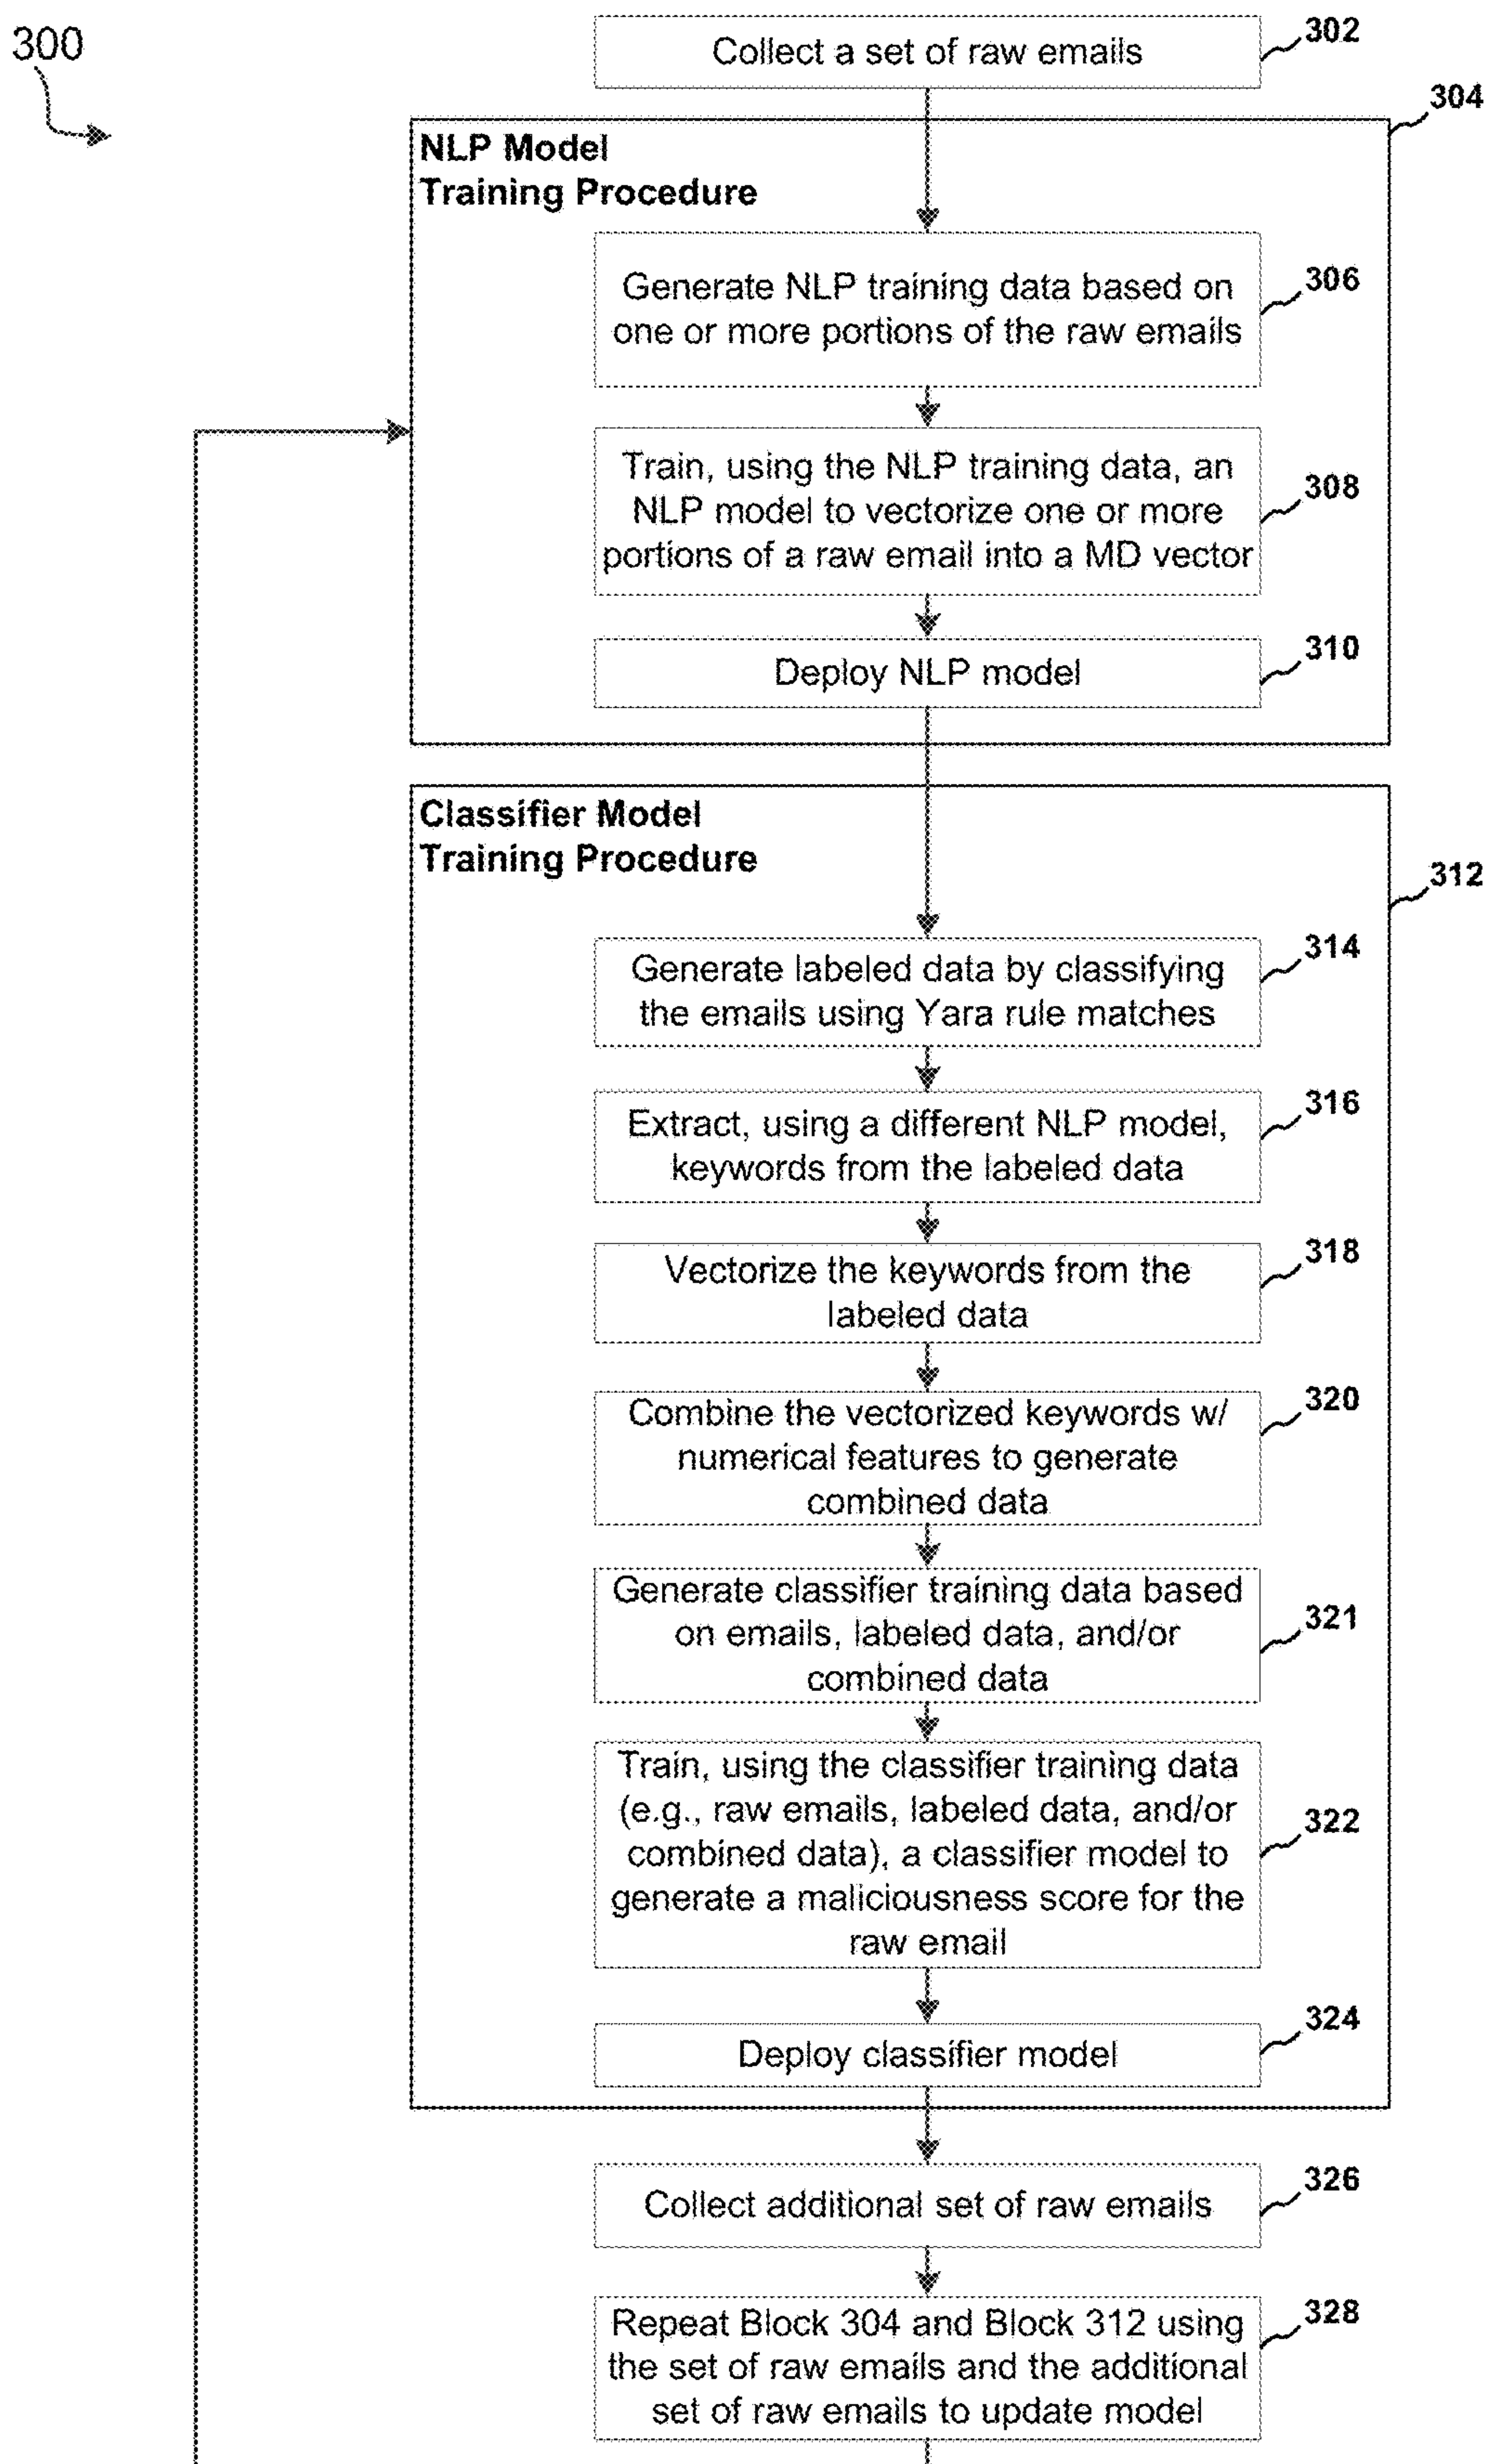 300
Collect a set of raw emails
302
304
NLP Model
Training Procedure
Generate NLP training data based on
one or more portions of the raw emails
306
Train, using the NLP training data, an
NLP model to vectorize one or more
portions of a raw email into a MD vector
308
Deploy NLP model
310
Classifier Model
Training Procedure
312
Generate labeled data by classifying
the emails using Yara rule matches
314
Extract, using a different NLP model,
keywords from the labeled data
316
Vectorize the keywords from the
labeled data
318
Combine the vectorized keywords w/
numerical features to generate
combined data
320
Generate classifier training data based
on emails, labeled data, and/or
combined data
321
Train, using the classifier training data
(e.g., raw emails, labeled data, and/or
combined data), a classifier model to
generate a maliciousness score for the
raw email
322
Deploy classifier model
324
Collect additional set of raw emails
326
Repeat Block 304 and Block 312 using
the set of raw emails and the additional
set of raw emails to update model
328